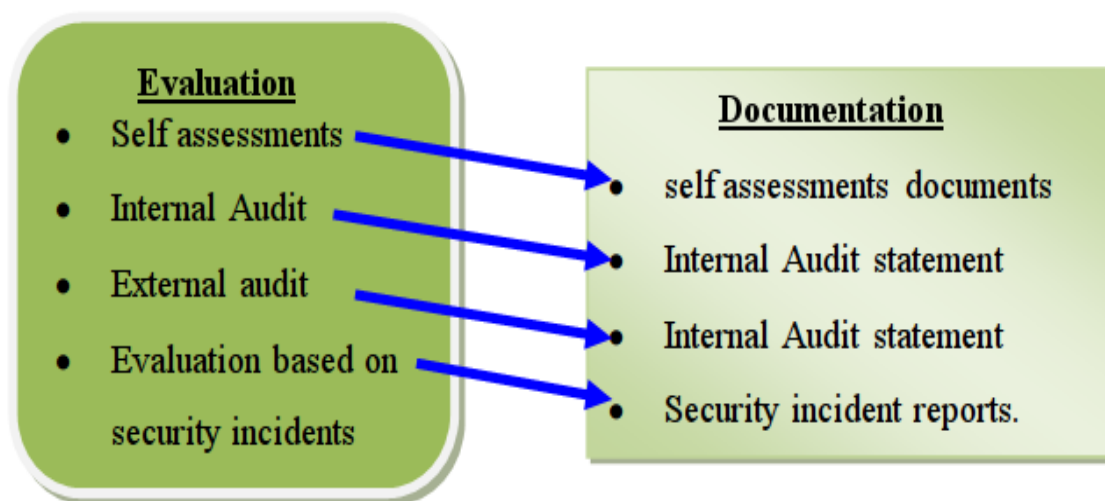 Evaluation
• Self assessments
• Internal Audit
• External audit
• Evaluation based on
security incidents
Documentation
• self assessments documents
• Internal Audit statement
• Internal Audit statement
• Security incident reports.